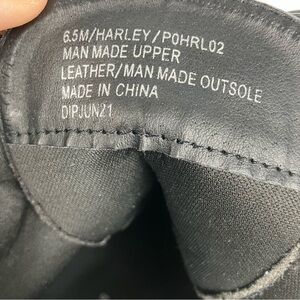 6.5M/HARLEY/P0HRL02
MAN MADE UPPER
LEATHER/MAN MADE OUTSOLE
MADE IN CHINA
DIPJUN21